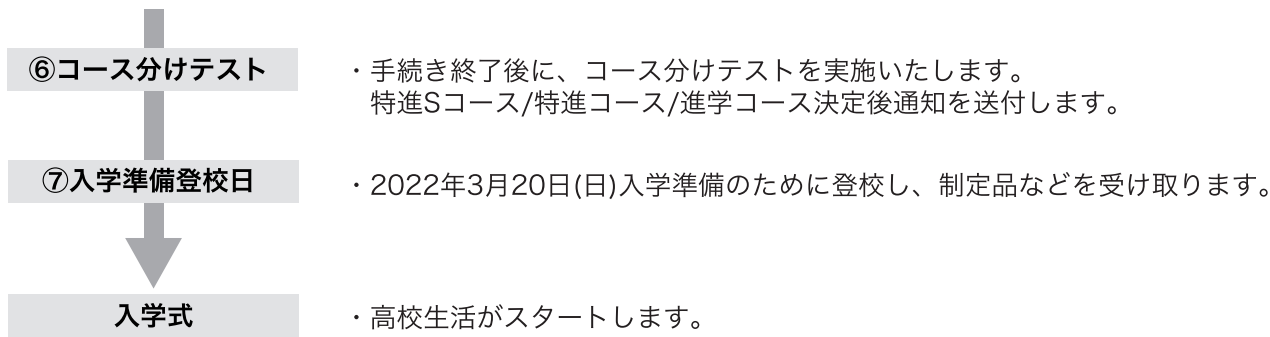 ⑥コース分けテスト
・手続き終了後に、コース分けテストを実施いたします。
特進Sコース/特進コース/進学コース決定後通知を送付します。
⑦入学準備登校日
・2022年3月20日(日)入学準備のために登校し、制定品などを受け取ります。
入学式
・高校生活がスタートします。